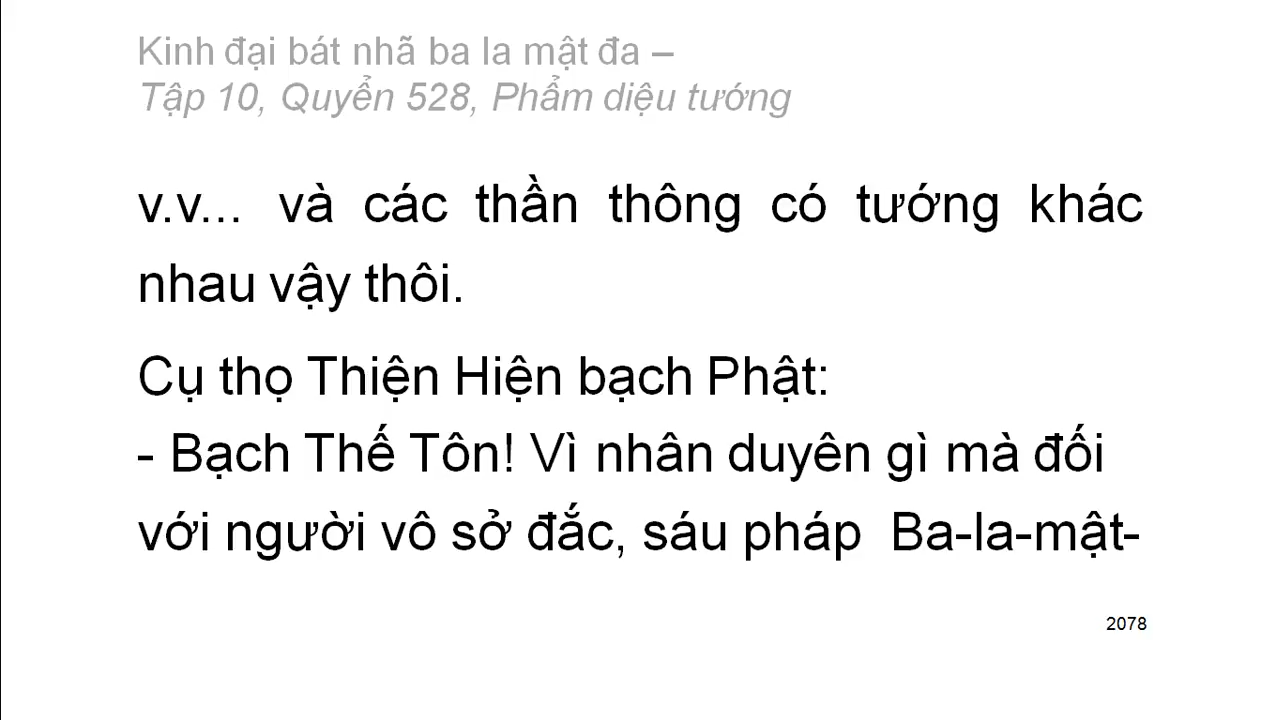 Kinh đại bát nhã ba la mật đa –
Tập 10, Quyển 528, Phẩm diệu tướng
v.v... và các thần thông có tướng khác
nhau vậy thôi.
Cụ thọ Thiện Hiện bạch Phật:
- Bạch Thế Tôn! Vì nhân duyên gì mà đối
với người vô sở đắc, sáu pháp Ba-la-mật-
2078